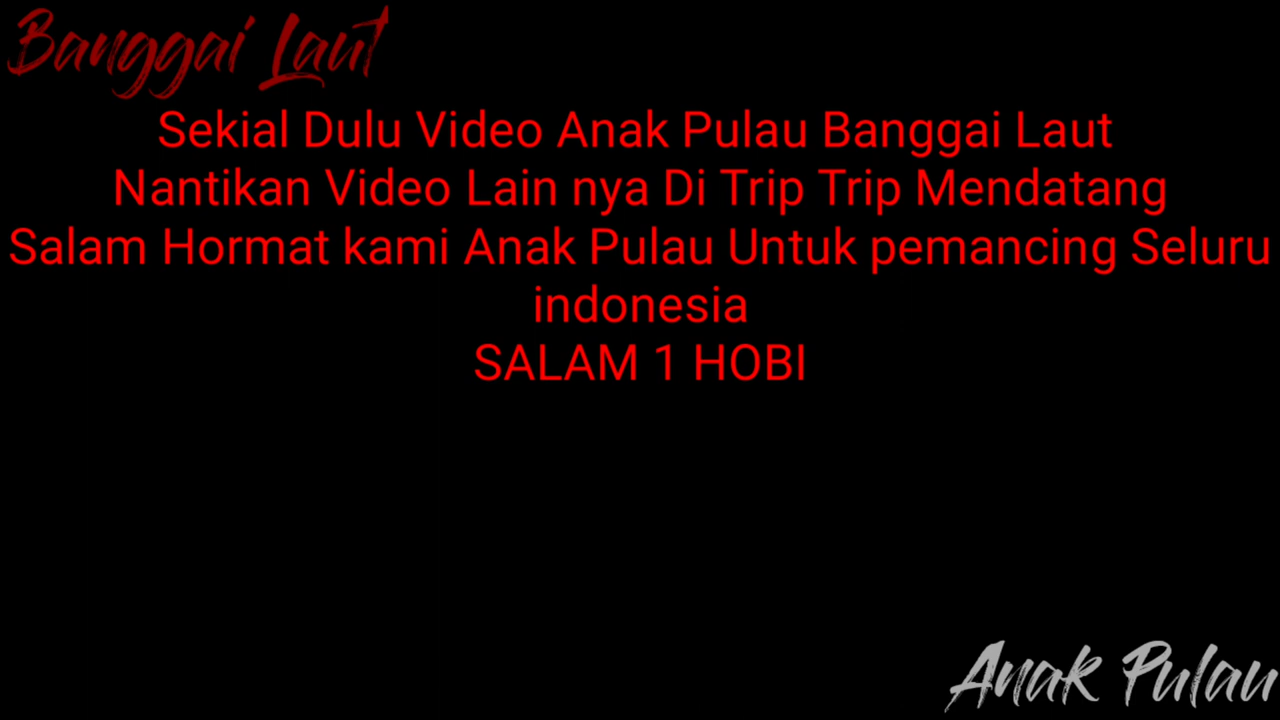 Banggai Laut
Sekial Dulu Video Anak Pulau Banggai Laut
Nantikan Video Lain nya Di Trip Trip Mendatang
Salam Hormat kami Anak Pulau Untuk pemancing Seluru
indonesia
SALAM 1 HOBI
Anak Pulau